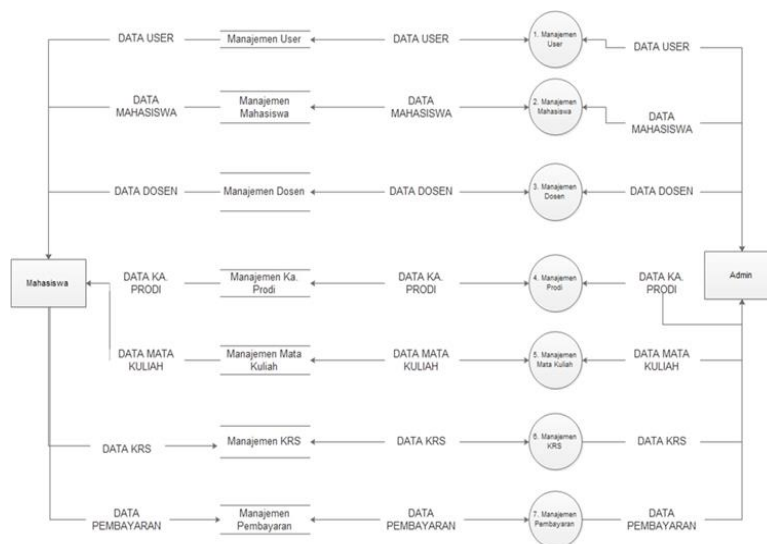 DATA USER
Manajemen User
DATA USER
1. Manajemen
User
DATA USER
DATA
MAHASISWA
Manajemen
Mahasiswa
DATA
MAHASISWA
2. Manajemen
Mahasiswa
DATA
MAHASISWA
DATA DOSEN
Manajemen Dosen
DATA DOSEN
3. Manajemen
Dosen
DATA DOSEN
Mahasiswa
DATA KA.
PRODI
Manajemen Ka.
Prodi
DATA KA.
PRODI
4. Manajemen
Prodi
DATA KA.
PRODI
Admin
DATA MATA
KULIAH
Manajemen Mata
Kuliah
DATA MATA
KULIAH
5. Manajemen
Mata Kuliah
DATA MATA
KULIAH
DATA KRS
Manajemen KRS
DATA KRS
6. Manajemen
KRS
DATA KRS
DATA
PEMBAYARAN
Manajemen
Pembayaran
DATA
PEMBAYARAN
7. Manajemen
Pembayaran
DATA
PEMBAYARAN